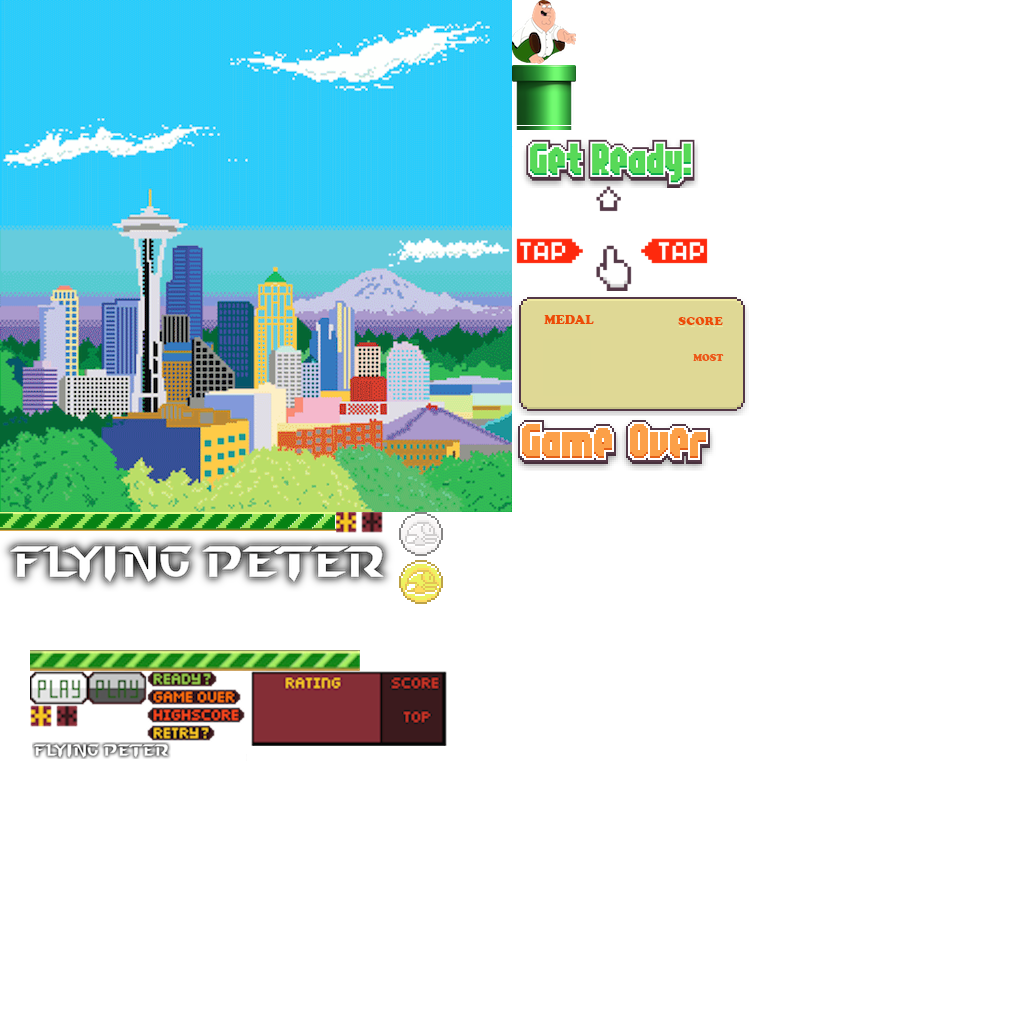 Get Ready!
TAP TAP
MEDAL SCORE
MOST
Game Over
FLYING PETER
PLAY PLAY
READY?
GAME OVER
HIGHSCORE
RETRY?
RATING SCORE
TOP
FLYING PETER